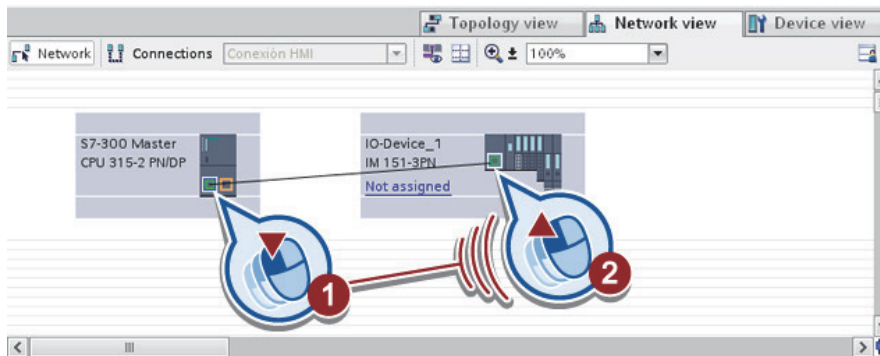 Topology view Network view Device view
Network Connections Conexión HMI 100%
S7-300 Master
CPU 315-2 PN/DP
IO-Device_1
IM 151-3PN
Not assigned
1
2